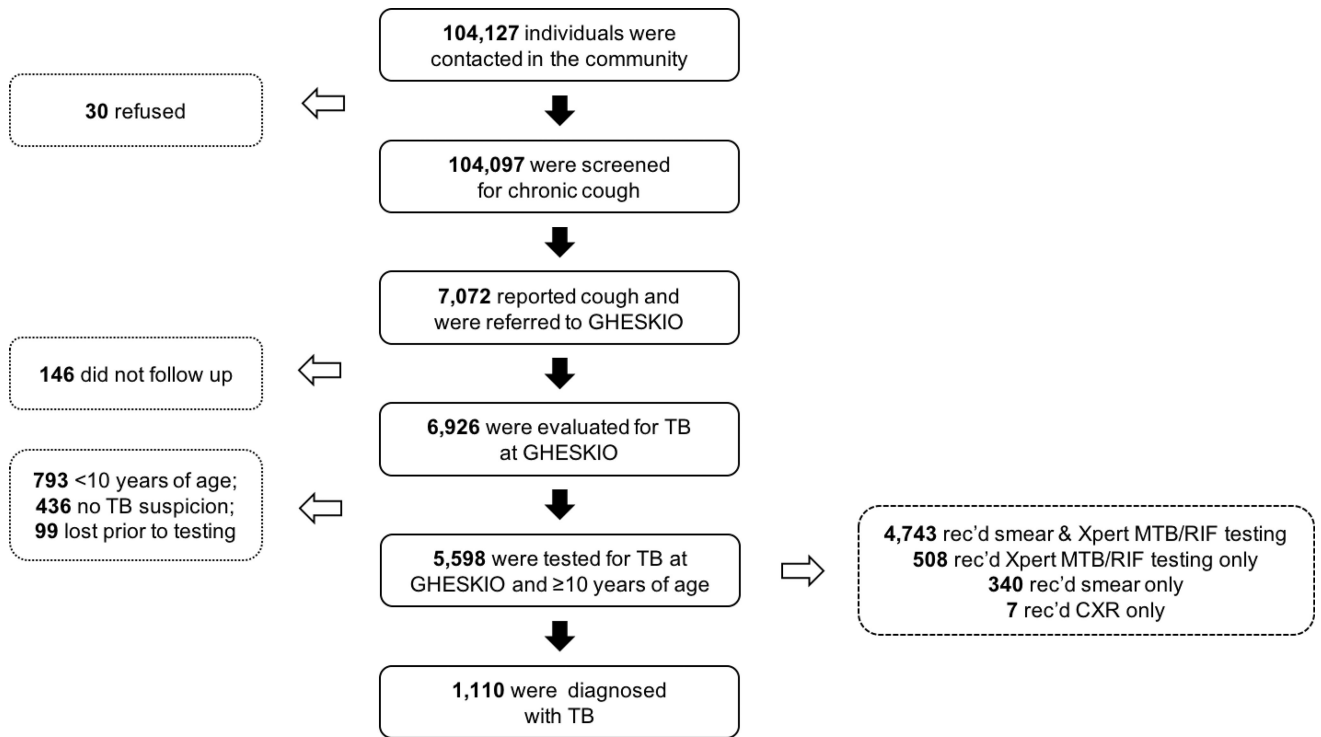 104,127 individuals were
contacted in the community
30 refused
104,097 were screened
for chronic cough
7,072 reported cough and
were referred to GHESKIO
146 did not follow up
6,926 were evaluated for TB
at GHESKIO
793 <10 years of age;
436 no TB suspicion;
99 lost prior to testing
5,598 were tested for TB at
GHESKIO and ≥10 years of age
4,743 rec'd smear & Xpert MTB/RIF testing
508 rec'd Xpert MTB/RIF testing only
340 rec'd smear only
7 rec'd CXR only
1,110 were diagnosed
with TB